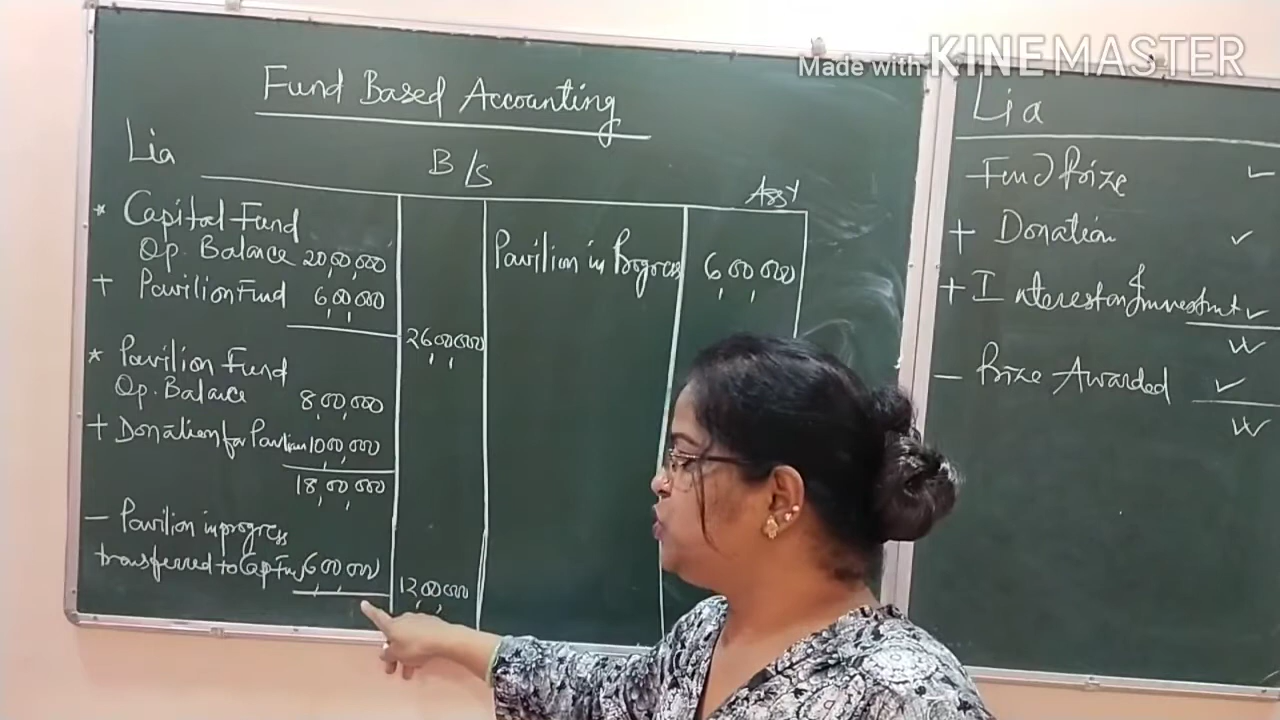 Made with KINEMASTER
Fund Based Accounting
Lia
B/S
Ass
* Capital Fund
Op. Balance 20,00,000
+ Pavilion Fund 6,00,000
26,00,000
* Pavilion Fund
Op. Balance 8,00,000
+ Donation for Pavilion 10,00,000
18,00,000
- Pavilion in progress
transferred to Cap Fund 6,00,000
12,00,000
Pavilion in Progress 6,00,000
Lia
Fund Prize ✓
+ Donation ✓
+ Interest on Investmt ✓
- Prize Awarded ✓